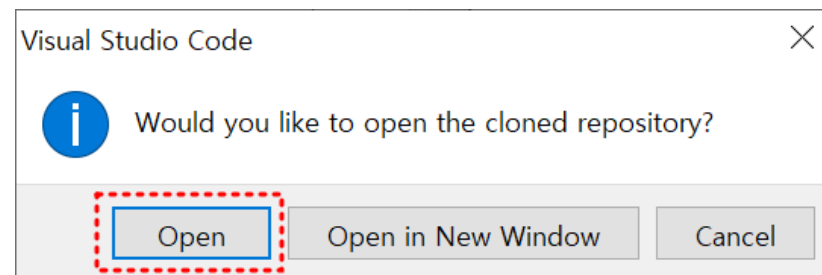 Visual Studio Code
Would you like to open the cloned repository?
Open
Open in New Window
Cancel